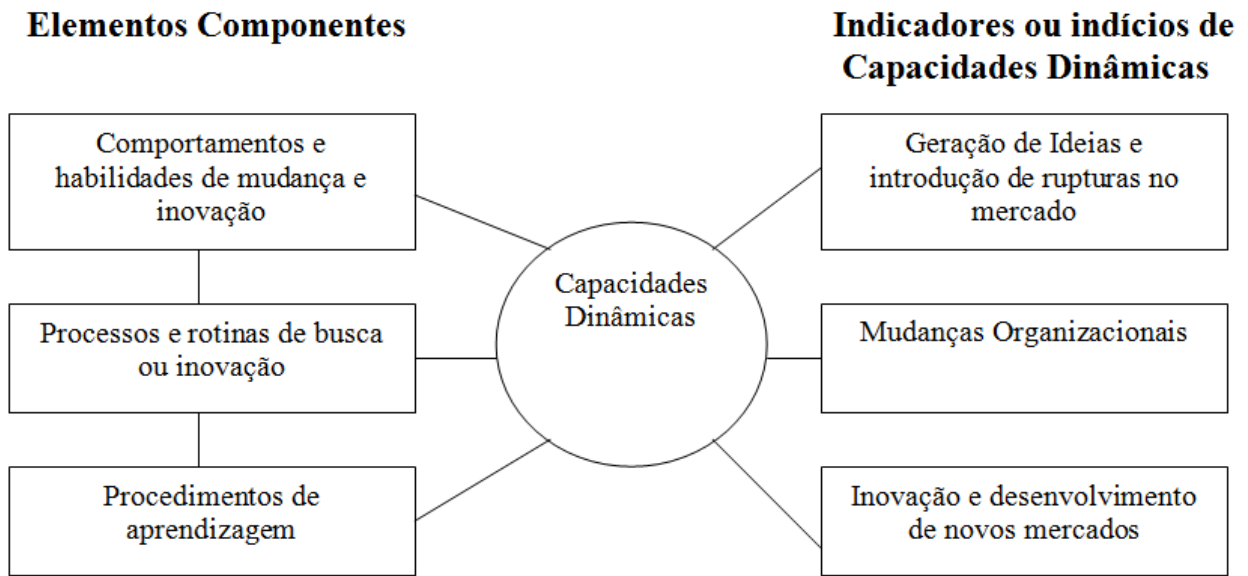 Elementos Componentes
Indicadores ou indícios de
Capacidades Dinâmicas
Comportamentos e
habilidades de mudança e
inovação
Processos e rotinas de busca
ou inovação
Procedimentos de
aprendizagem
Capacidades
Dinâmicas
Geração de Ideias e
introdução de rupturas no
mercado
Mudanças Organizacionais
Inovação e desenvolvimento
de novos mercados